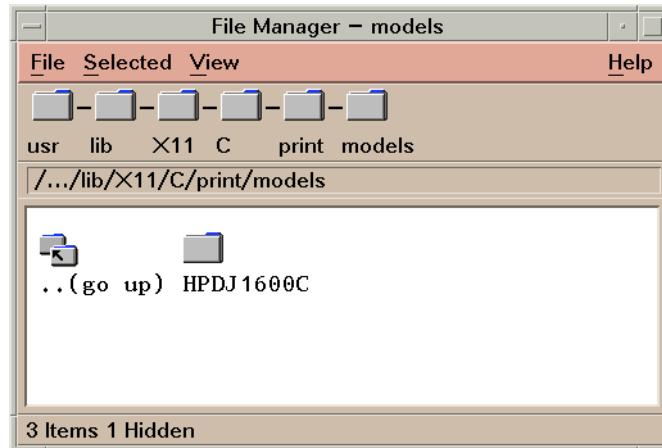 File Manager − models
File Selected View Help
usr lib X11 C print models
/.../lib/X11/C/print/models
..(go up) HPDJ1600C
3 Items 1 Hidden